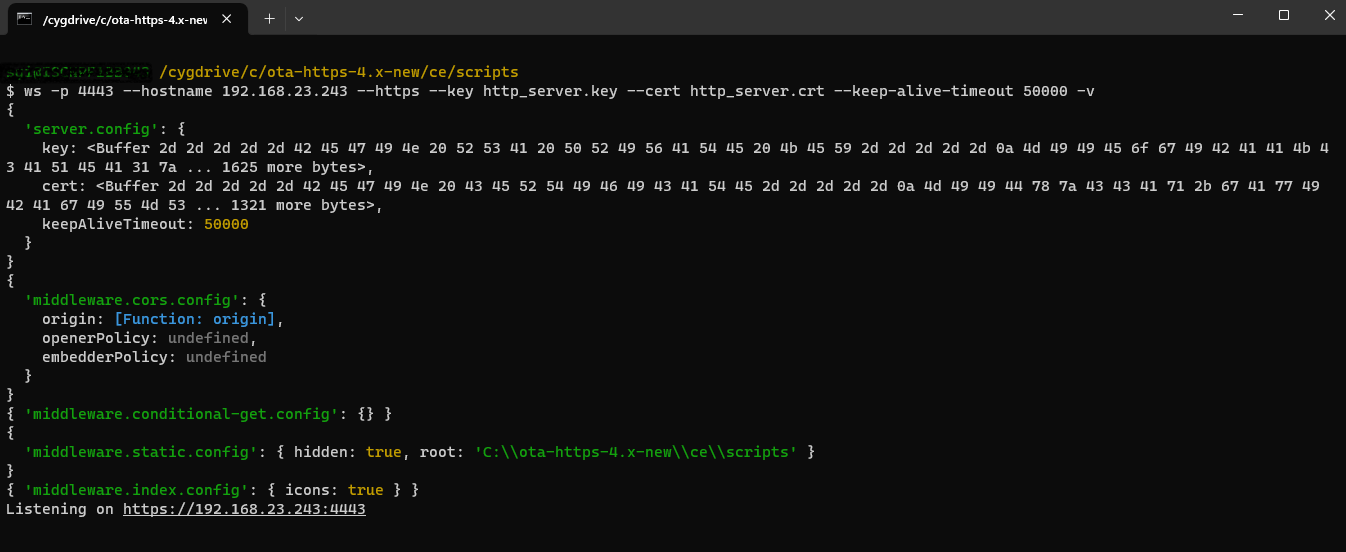 /cygdrive/c/ota-https-4.x-nev
/cygdrive/c/ota-https-4.x-new/ce/scripts
$ ws -p 4443 --hostname 192.168.23.243 --https --key http_server.key --cert http_server.crt --keep-alive-timeout 50000 -v
{
  'server.config': {
    key: <Buffer 2d 2d 2d 2d 2d 42 45 47 49 4e 20 52 53 41 20 50 52 49 56 41 54 45 20 4b 45 59 2d 2d 2d 2d 2d 0a 4d 49 49 45 6f 67 49 42 41 41 4b 4
3 41 51 45 41 31 7a ... 1625 more bytes>,
    cert: <Buffer 2d 2d 2d 2d 2d 42 45 47 49 4e 20 43 45 52 54 49 46 49 43 41 54 45 2d 2d 2d 2d 2d 0a 4d 49 49 44 78 7a 43 43 41 71 2b 67 41 77 49
42 41 67 49 55 4d 53 ... 1321 more bytes>,
    keepAliveTimeout: 50000
  }
}
{
  'middleware.cors.config': {
    origin: [Function: origin],
    openerPolicy: undefined,
    embedderPolicy: undefined
  }
}
{ 'middleware.conditional-get.config': {} }
{
  'middleware.static.config': { hidden: true, root: 'C:\\ota-https-4.x-new\\ce\\scripts' }
}
{ 'middleware.index.config': { icons: true } }
Listening on https://192.168.23.243:4443